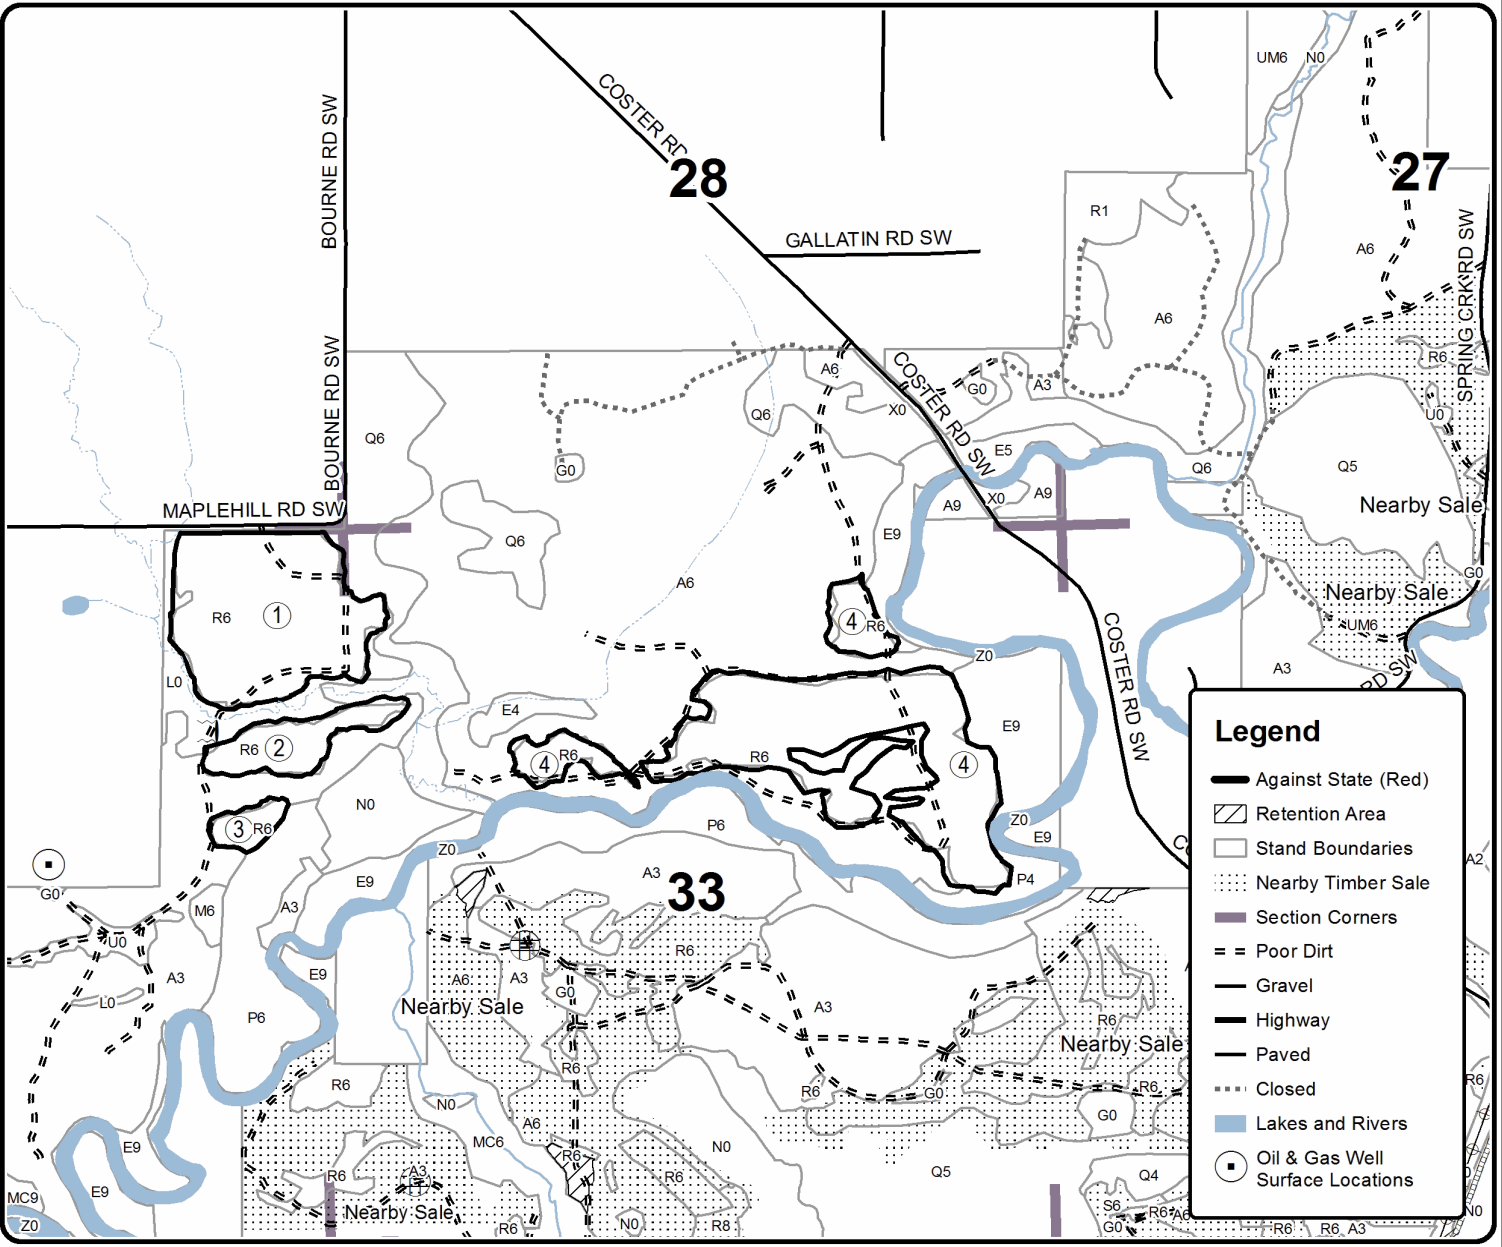 UM6
N0
COSTER RD
BOURNE RD SW
28
27
R1
GALLATIN RD SW
SPRING CRK RD SW
A6
A6
R6
A6
COSTER RD SW
G0
A3
BOURNE RD SW
Q6
X0
U0
Q6
E5
Q6
Q5
G0
A9
X0
A9
Nearby Sale
MAPLEHILL RD SW
E9
Q6
G0
A6
Nearby Sale
R6
1
4
R6
UM6
COSTER RD SW
Z0
A3
L0
RD SW
E4
E9
R6
2
4
R6
R6
4
N0
3
R6
Z0
P6
E9
Z0
A3
33
P4
E9
G0
M6
A3
U0
R6
A2
A3
E9
A6
A3
G0
L0
Nearby Sale
A3
P6
R6
Nearby Sale
R6
R6
R6
G0
R6
R6
N0
A6
G0
E9
MC6
R6
N0
Q5
A3
R6
R6
Q4
E9
MC9
Nearby Sale
S6
R6
A6
N0
Z0
R6
N0
R8
G0
R6
R6
A3
Legend
Against State (Red)
Retention Area
Stand Boundaries
Nearby Timber Sale
Section Corners
Poor Dirt
Gravel
Highway
Paved
Closed
Lakes and Rivers
Oil & Gas Well
Surface Locations